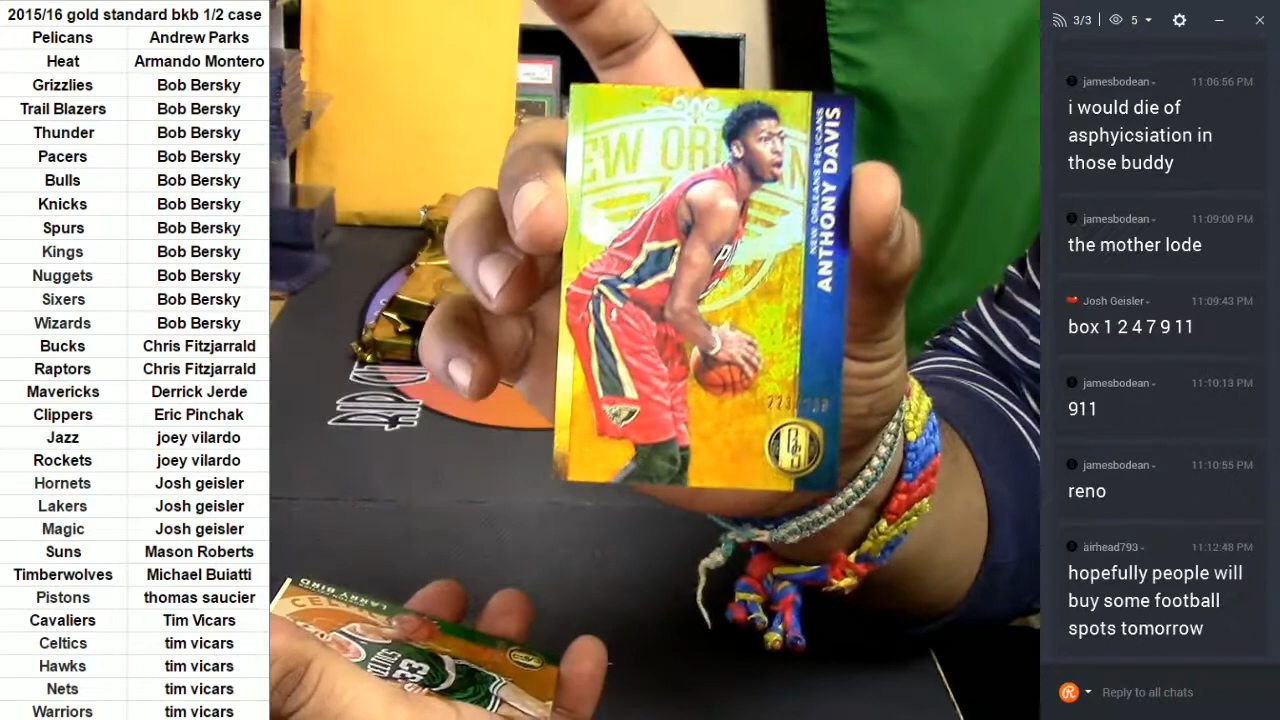 2015/16 gold standard bkb 1/2 case
Pelicans Andrew Parks
Heat Armando Montero
Grizzlies Bob Bersky
Trail Blazers Bob Bersky
Thunder Bob Bersky
Pacers Bob Bersky
Bulls Bob Bersky
Knicks Bob Bersky
Spurs Bob Bersky
Kings Bob Bersky
Nuggets Bob Bersky
Sixers Bob Bersky
Wizards Bob Bersky
Bucks Chris Fitzjarrald
Raptors Chris Fitzjarrald
Mavericks Derrick Jerde
Clippers Eric Pinchak
Jazz joey vilardo
Rockets joey vilardo
Hornets Josh geisler
Lakers Josh geisler
Magic Josh geisler
Suns Mason Roberts
Timberwolves Michael Buiatti
Pistons thomas saucier
Cavaliers Tim Vicars
Celtics tim vicars
Hawks tim vicars
Nets tim vicars
Warriors tim vicars
NEW ORLEANS PELICANS
ANTHONY DAVIS
LARRY BIRD
CELTICS
33
3/3 5
jamesbodean 11:06:56 PM
i would die of
asphyicsiation in
those buddy
jamesbodean 11:09:00 PM
the mother lode
Josh Geisler 11:09:43 PM
box 1 2 4 7 9 11
jamesbodean 11:10:13 PM
911
jamesbodean 11:10:55 PM
reno
airhead793 11:12:48 PM
hopefully people will
buy some football
spots tomorrow
Reply to all chats